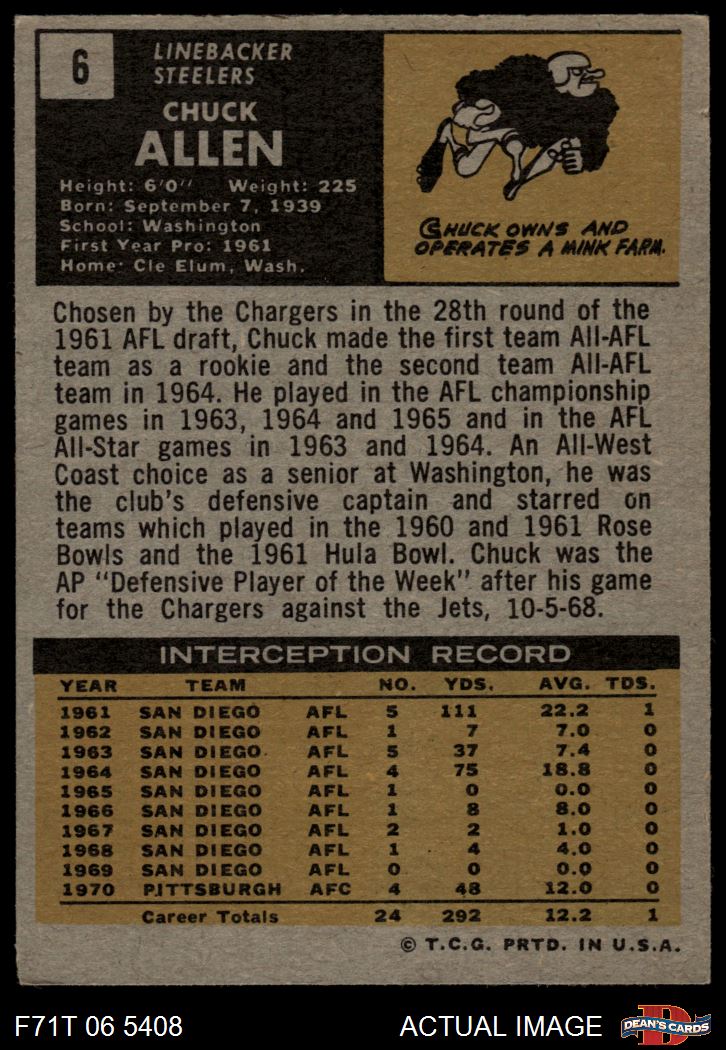 6
LINEBACKER
STEELERS
CHUCK
ALLEN
Height: 6'0'' Weight: 225
Born: September 7, 1939
School: Washington
First Year Pro: 1961
Home: Cle Elum, Wash.
CHUCK OWNS AND
OPERATES A MINK FARM.
Chosen by the Chargers in the 28th round of the
1961 AFL draft, Chuck made the first team All-AFL
team as a rookie and the second team All-AFL
team in 1964. He played in the AFL championship
games in 1963, 1964 and 1965 and in the AFL
All-Star games in 1963 and 1964. An All-West
Coast choice as a senior at Washington, he was
the club's defensive captain and starred on
teams which played in the 1960 and 1961 Rose
Bowls and the 1961 Hula Bowl. Chuck was the
AP "Defensive Player of the Week" after his game
for the Chargers against the Jets, 10-5-68.
INTERCEPTION RECORD
YEAR TEAM NO. YDS. AVG. TDS.
1961 SAN DIEGO AFL 5 111 22.2 1
1962 SAN DIEGO AFL 1 7 7.0 0
1963 SAN DIEGO AFL 5 37 7.4 0
1964 SAN DIEGO AFL 4 75 18.8 0
1965 SAN DIEGO AFL 1 0 0.0 0
1966 SAN DIEGO AFL 1 8 8.0 0
1967 SAN DIEGO AFL 2 2 1.0 0
1968 SAN DIEGO AFL 1 4 4.0 0
1969 SAN DIEGO AFL 0 0 0.0 0
1970 PITTSBURGH AFC 4 48 12.0 0
Career Totals 24 292 12.2 1
© T.C.G. PRTD. IN U.S.A.
F71T 06 5408 ACTUAL IMAGE
DEAN'S CARDS